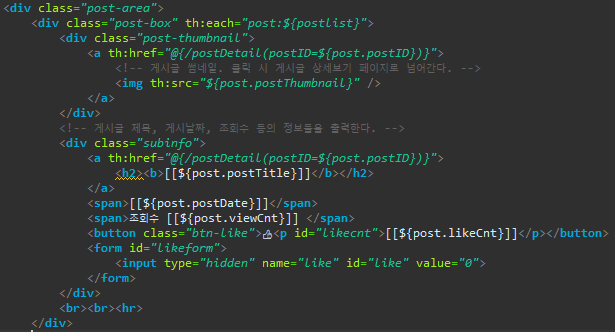 <div class="post-area">
<div class="post-box" th:each="post:${postlist}">
<div class="post-thumbnail">
<a th:href="@{/postDetail(postID=${post.postID})}">
<!-- 게시글 썸네일. 클릭 시 게시글 상세보기 페이지로 넘어간다. -->
<img th:src="${post.postThumbnail}" />
</a>
</div>
<!-- 게시글 제목, 게시날짜, 조회수 등의 정보들을 출력한다. -->
<div class="subinfo">
<a th:href="@{/postDetail(postID=${post.postID})}">
<h2><b>[[${post.postTitle}]]</b></h2>
</a>
<span>[[${post.postDate}]]</span>
<span>조회수 [[${post.viewCnt}]] </span>
<button class="btn-like">👍<p id="likecnt">[[${post.likeCnt}]]</p></button>
<form id="likeform">
<input type="hidden" name="like" id="like" value="0">
</form>
</div>
<br><br><hr>
</div>